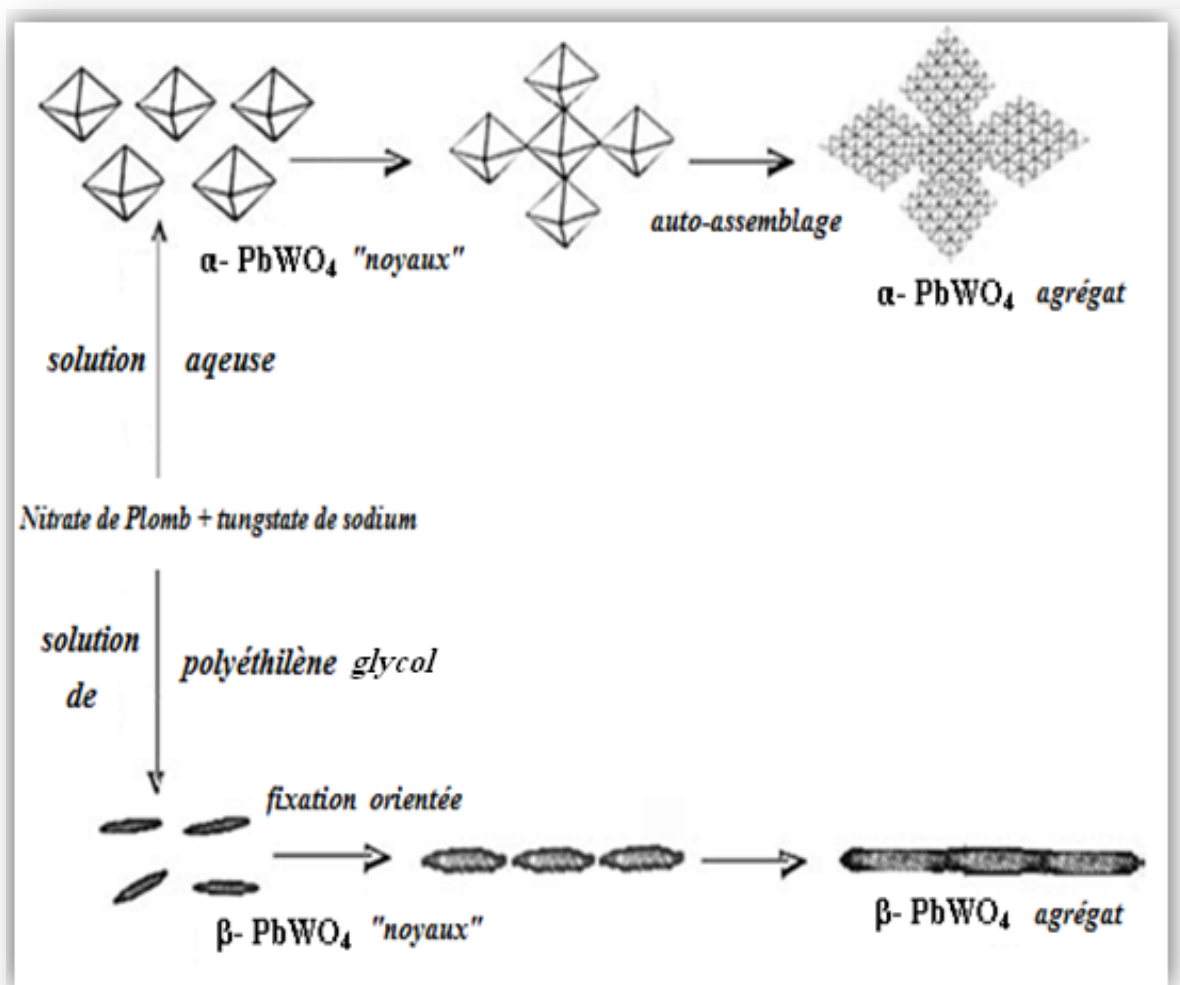 α- PbWO₄ "noyaux"
auto-assemblage
α- PbWO₄ agrégat
solution aqeuse
Nitrate de Plomb + tungstate de sodium
solution
de
polyéthilène glycol
fixation orientée
β- PbWO₄ "noyaux"
β- PbWO₄ agrégat